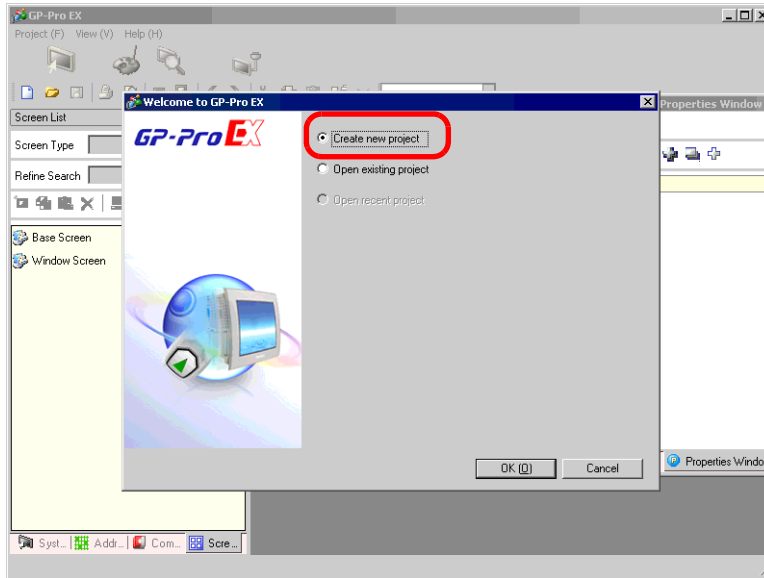 GP-Pro EX
Project (F) View (V) Help (H)
Screen List
Screen Type
Refine Search
Base Screen
Window Screen
Syst...
Addr...
Com...
Scre...
Welcome to GP-Pro EX
GP-Pro EX
Create new project
Open existing project
Open recent project
OK (O)
Cancel
Properties Window
Properties Windo